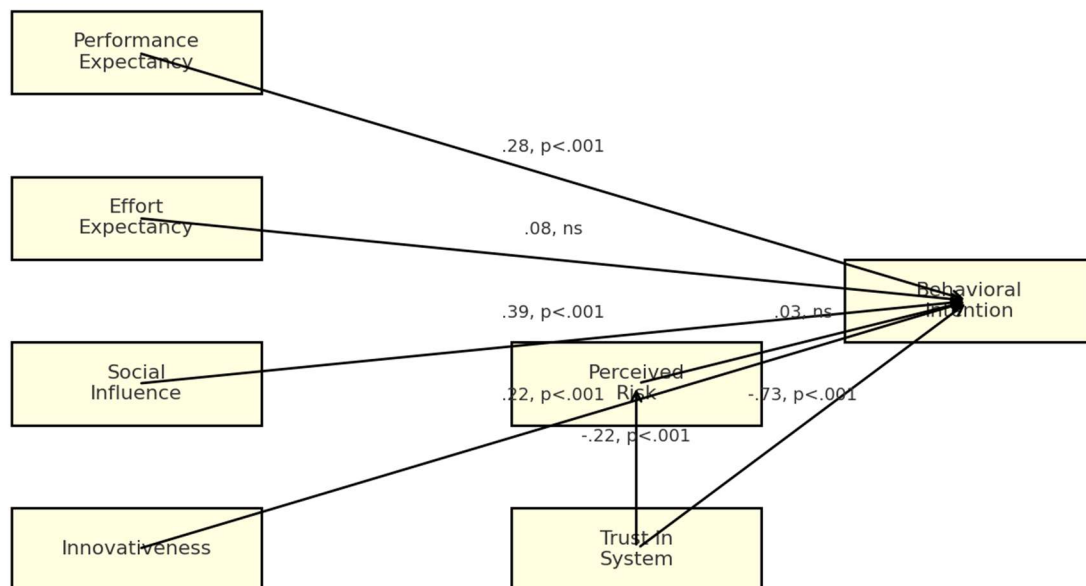 Performance
Expectancy
.28, p<.001
Effort
Expectancy
.08, ns
Behavioral
Intention
.39, p<.001
.03, ns
Social
Influence
Perceived
Risk
.22, p<.001
-.73, p<.001
-.22, p<.001
Innovativeness
Trust in
System